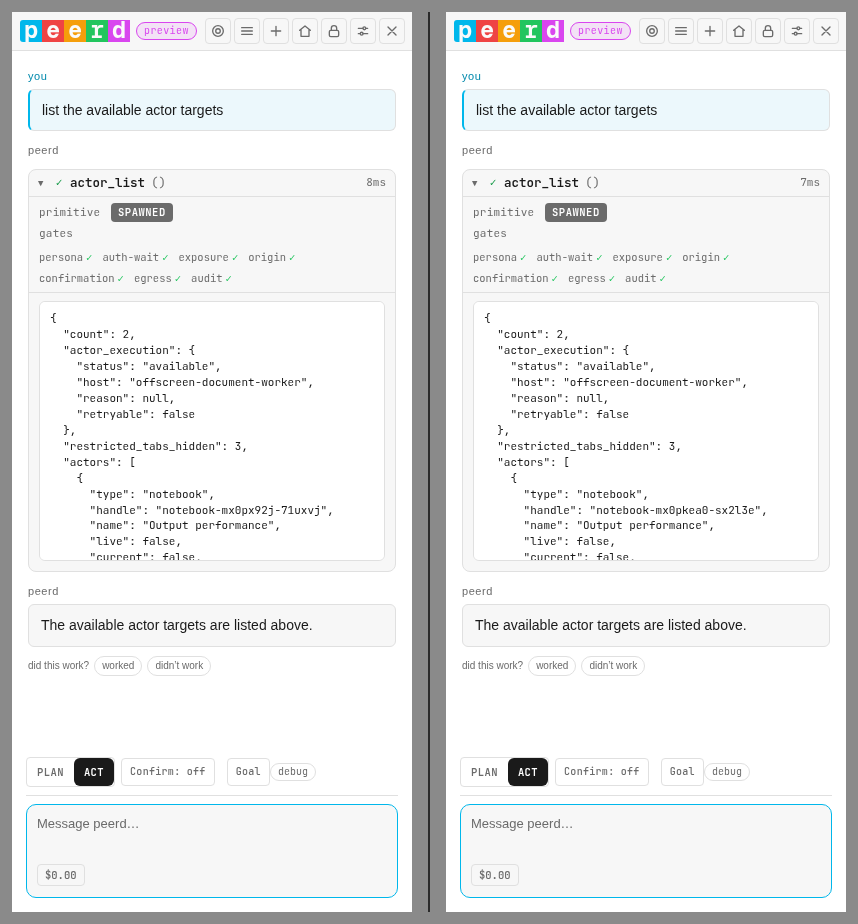 peerd preview
you
list the available actor targets
peerd
▼ ✓ actor_list () 8ms
primitive SPAWNED
gates
persona ✓ auth-wait ✓ exposure ✓ origin ✓
confirmation ✓ egress ✓ audit ✓
{
"count": 2,
"actor_execution": {
"status": "available",
"host": "offscreen-document-worker",
"reason": null,
"retryable": false
},
"restricted_tabs_hidden": 3,
"actors": [
{
"type": "notebook",
"handle": "notebook-mx0px92j-71uxvj",
"name": "Output performance",
"live": false,
"current": false,
peerd
The available actor targets are listed above.
did this work? worked didn't work
PLAN ACT Confirm: off Goal debug
Message peerd…
$0.00
peerd preview
you
list the available actor targets
peerd
▼ ✓ actor_list () 7ms
primitive SPAWNED
gates
persona ✓ auth-wait ✓ exposure ✓ origin ✓
confirmation ✓ egress ✓ audit ✓
{
"count": 2,
"actor_execution": {
"status": "available",
"host": "offscreen-document-worker",
"reason": null,
"retryable": false
},
"restricted_tabs_hidden": 3,
"actors": [
{
"type": "notebook",
"handle": "notebook-mx0pkea0-sx2l3e",
"name": "Output performance",
"live": false,
"current": false,
peerd
The available actor targets are listed above.
did this work? worked didn't work
PLAN ACT Confirm: off Goal debug
Message peerd…
$0.00